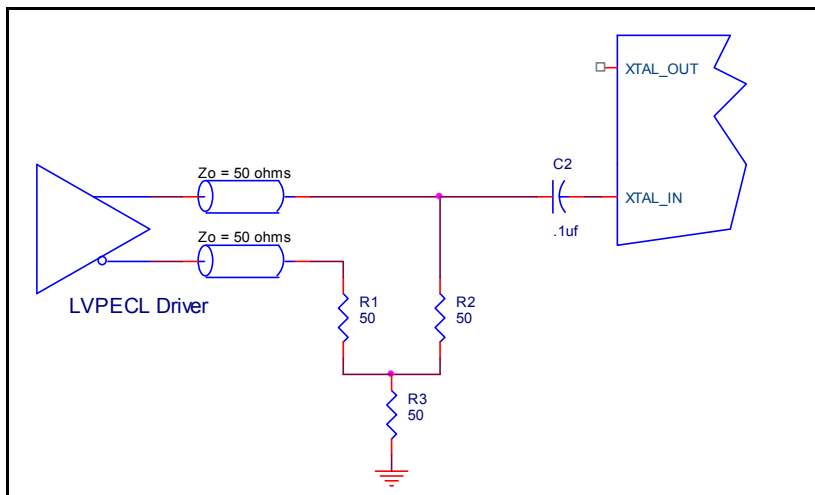 XTAL_OUT
Zo = 50 ohms
C2
XTAL_IN
.1uf
Zo = 50 ohms
LVPECL Driver
R1
50
R2
50
R3
50